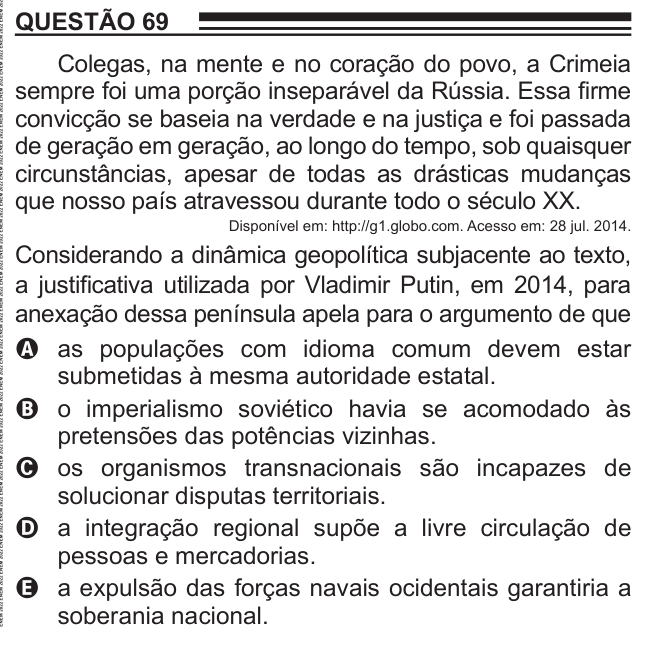 QUESTÃO 69
Colegas, na mente e no coração do povo, a Crimeia
sempre foi uma porção inseparável da Rússia. Essa firme
convicção se baseia na verdade e na justiça e foi passada
de geração em geração, ao longo do tempo, sob quaisquer
circunstâncias, apesar de todas as drásticas mudanças
que nosso país atravessou durante todo o século XX.
Disponível em: http://g1.globo.com. Acesso em: 28 jul. 2014.
Considerando a dinâmica geopolítica subjacente ao texto,
a justificativa utilizada por Vladimir Putin, em 2014, para
anexação dessa península apela para o argumento de que
A as populações com idioma comum devem estar
submetidas à mesma autoridade estatal.
B o imperialismo soviético havia se acomodado às
pretensões das potências vizinhas.
C os organismos transnacionais são incapazes de
solucionar disputas territoriais.
D a integração regional supõe a livre circulação de
pessoas e mercadorias.
E a expulsão das forças navais ocidentais garantiria a
soberania nacional.